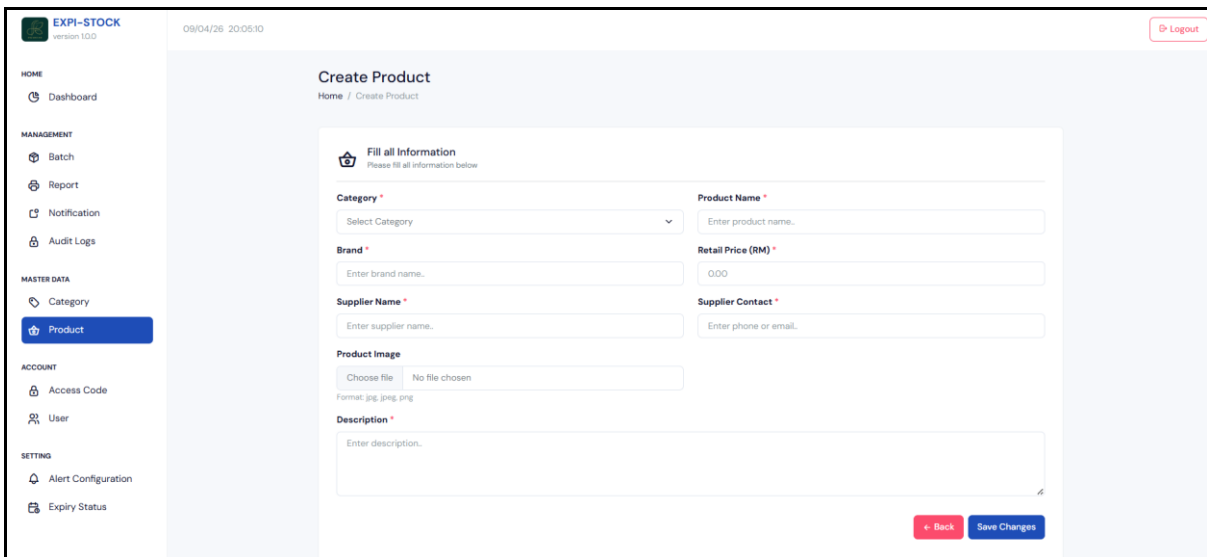 EXPI-STOCK
version 1.0.0
09/04/26 20:05:10
Logout
HOME
Dashboard
MANAGEMENT
Batch
Report
Notification
Audit Logs
MASTER DATA
Category
Product
ACCOUNT
Access Code
User
SETTING
Alert Configuration
Expiry Status
Create Product
Home / Create Product
Fill all Information
Please fill all information below
Category *
Product Name *
Select Category
Enter product name..
Brand *
Retail Price (RM) *
Enter brand name..
0.00
Supplier Name *
Supplier Contact *
Enter supplier name..
Enter phone or email..
Product Image
Choose file No file chosen
Format: jpg, jpeg, png
Description *
Enter description..
← Back
Save Changes